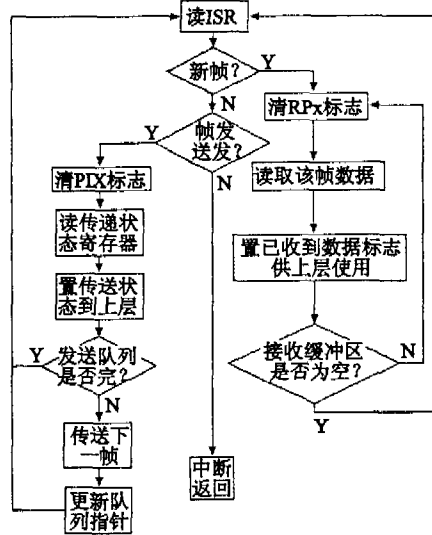 读ISR
新帧?
Y
N
清RPx标志
帧发
送发?
Y
N
清PIX标志
读取该帧数据
读传递状
态寄存器
置已收到数据标志
供上层使用
置传送状
态到上层
发送队列
是否完?
Y
N
接收缓冲区
是否为空?
N
Y
传送下
一帧
中断
返回
更新队
列指针